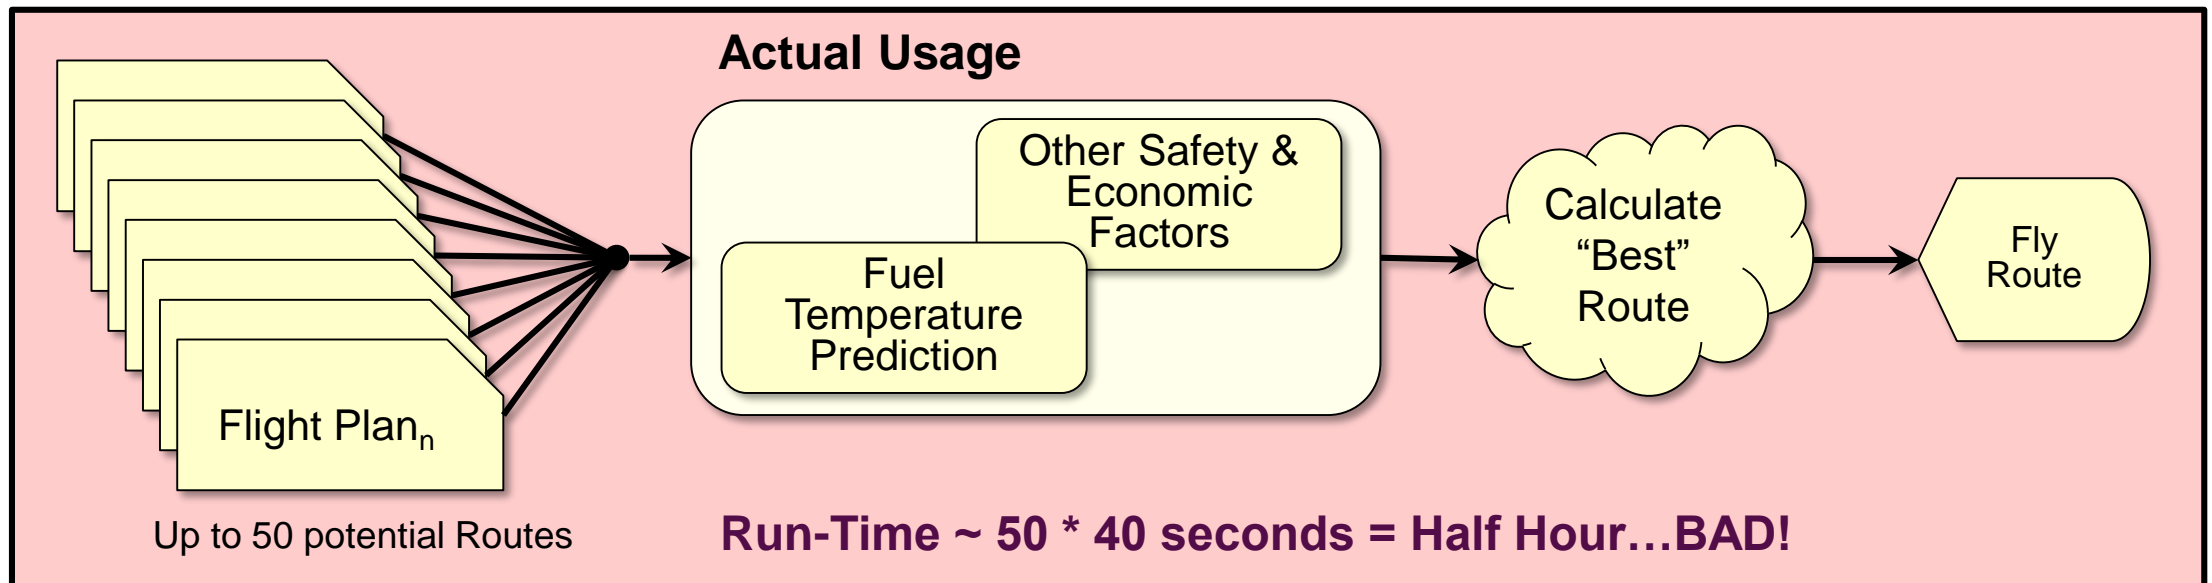 Actual Usage
Flight Planₙ
Up to 50 potential Routes
Other Safety &
Economic
Factors
Fuel
Temperature
Prediction
Calculate
“Best”
Route
Fly
Route
Run-Time ~ 50 * 40 seconds = Half Hour…BAD!